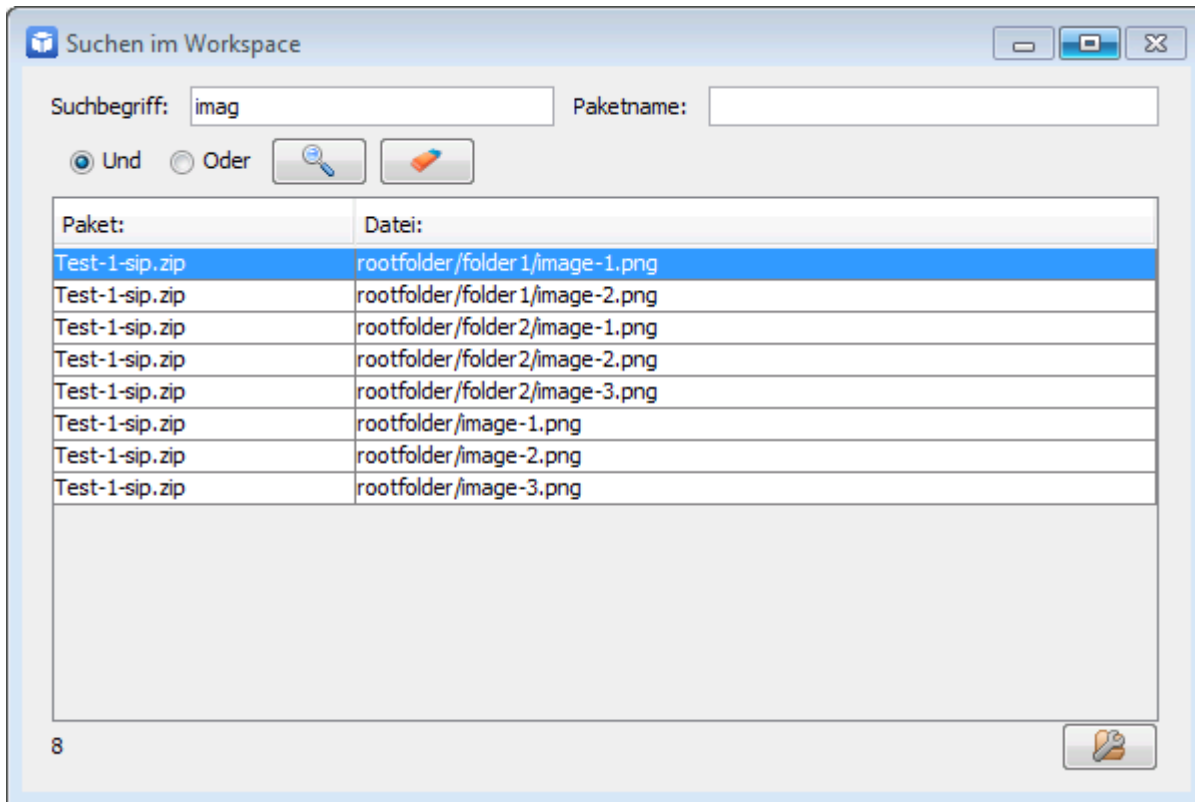 Suchen im Workspace
Suchbegriff: imag Paketname:
Und Oder
Paket: Datei:
Test-1-sip.zip rootfolder/folder1/image-1.png
Test-1-sip.zip rootfolder/folder1/image-2.png
Test-1-sip.zip rootfolder/folder2/image-1.png
Test-1-sip.zip rootfolder/folder2/image-2.png
Test-1-sip.zip rootfolder/folder2/image-3.png
Test-1-sip.zip rootfolder/image-1.png
Test-1-sip.zip rootfolder/image-2.png
Test-1-sip.zip rootfolder/image-3.png
8